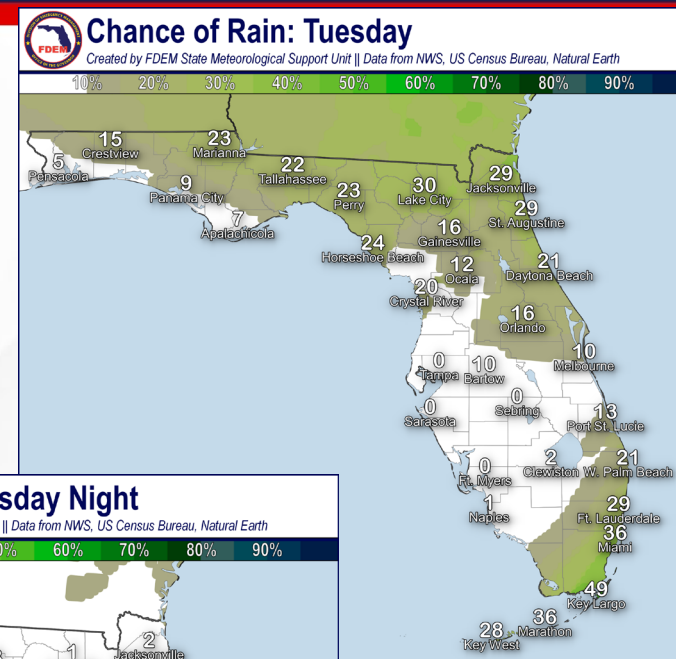 FDEM
Chance of Rain: Tuesday
Created by FDEM State Meteorological Support Unit || Data from NWS, US Census Bureau, Natural Earth
10% 20% 30% 40% 50% 60% 70% 80% 90%
15
Crestview
23
Marianna
5
Pensacola
22
Tallahassee
29
Jacksonville
9
Panama City
23
Perry
30
Lake City
7
Apalachicola
29
St. Augustine
16
Gainesville
24
Horseshoe Beach
12
Ocala
21
Daytona Beach
20
Crystal River
16
Orlando
10
Melbourne
0
Tampa
10
Bartow
0
Sebring
0
Sarasota
13
Port St. Lucie
0
Ft. Myers
2
Clewiston
21
W. Palm Beach
1
Naples
29
Ft. Lauderdale
36
Miami
49
Key Largo
36
Marathon
28
Key West
sday Night
|| Data from NWS, US Census Bureau, Natural Earth
0% 60% 70% 80% 90%
1
2
Jacksonville